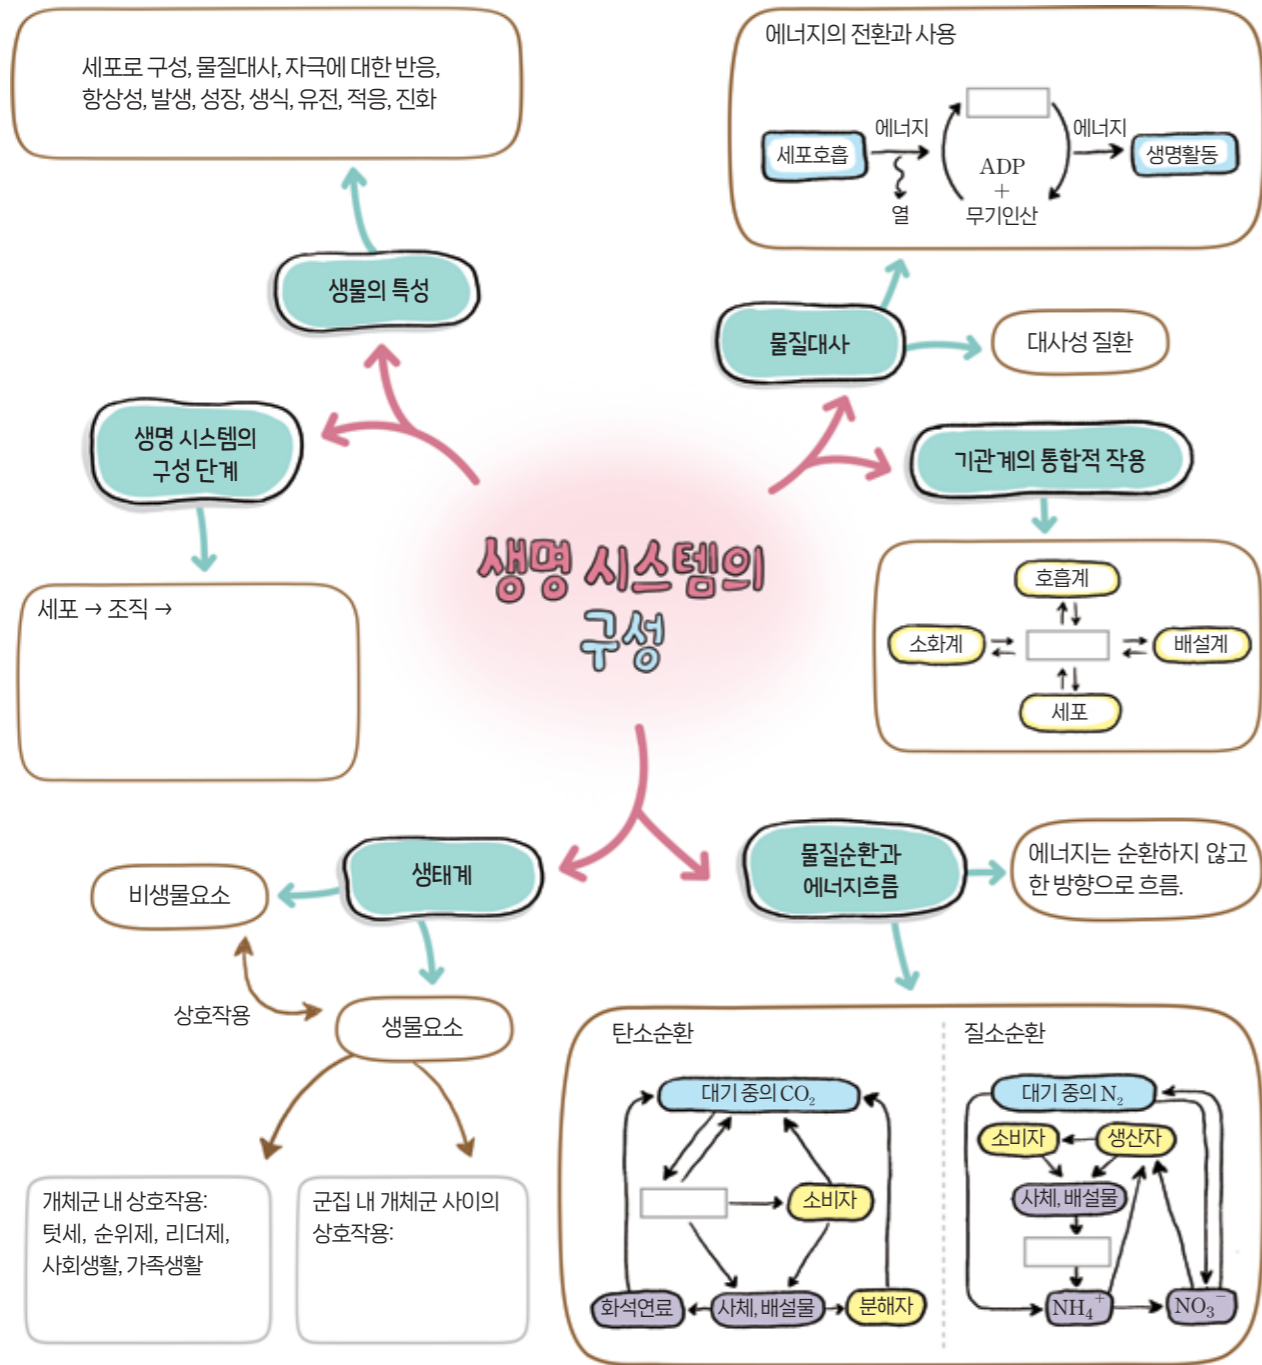 세포로 구성, 물질대사, 자극에 대한 반응,
항상성, 발생, 성장, 생식, 유전, 적응, 진화
생물의 특성
생명 시스템의
구성 단계
세포 → 조직 →
에너지의 전환과 사용
세포호흡
에너지
열
ADP
+
무기인산
에너지
생명활동
물질대사
대사성 질환
기관계의 통합적 작용
호흡계
소화계
배설계
세포
생명 시스템의
구성
생태계
비생물요소
상호작용
생물요소
개체군 내 상호작용:
텃세, 순위제, 리더제,
사회생활, 가족생활
군집 내 개체군 사이의
상호작용:
물질순환과
에너지흐름
에너지는 순환하지 않고
한 방향으로 흐름.
탄소순환
대기 중의 CO₂
소비자
화석연료
사체, 배설물
분해자
질소순환
대기 중의 N₂
소비자
생산자
사체, 배설물
NH₄⁺
NO₃⁻